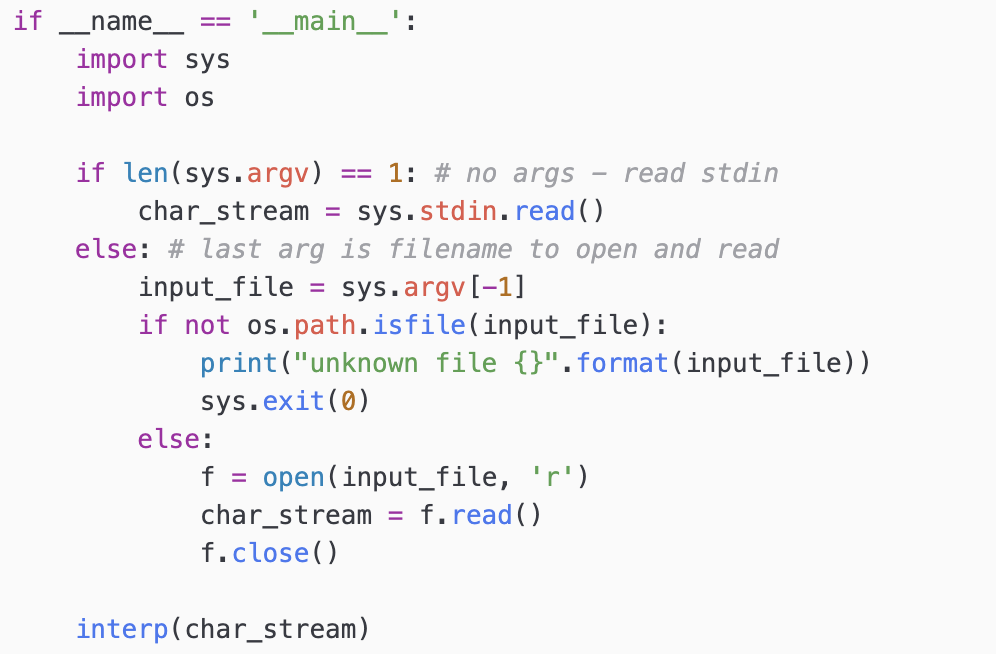 if __name__ == '__main__':
    import sys
    import os

    if len(sys.argv) == 1: # no args – read stdin
        char_stream = sys.stdin.read()
    else: # last arg is filename to open and read
        input_file = sys.argv[-1]
        if not os.path.isfile(input_file):
            print("unknown file {}".format(input_file))
            sys.exit(0)
        else:
            f = open(input_file, 'r')
            char_stream = f.read()
            f.close()

    interp(char_stream)